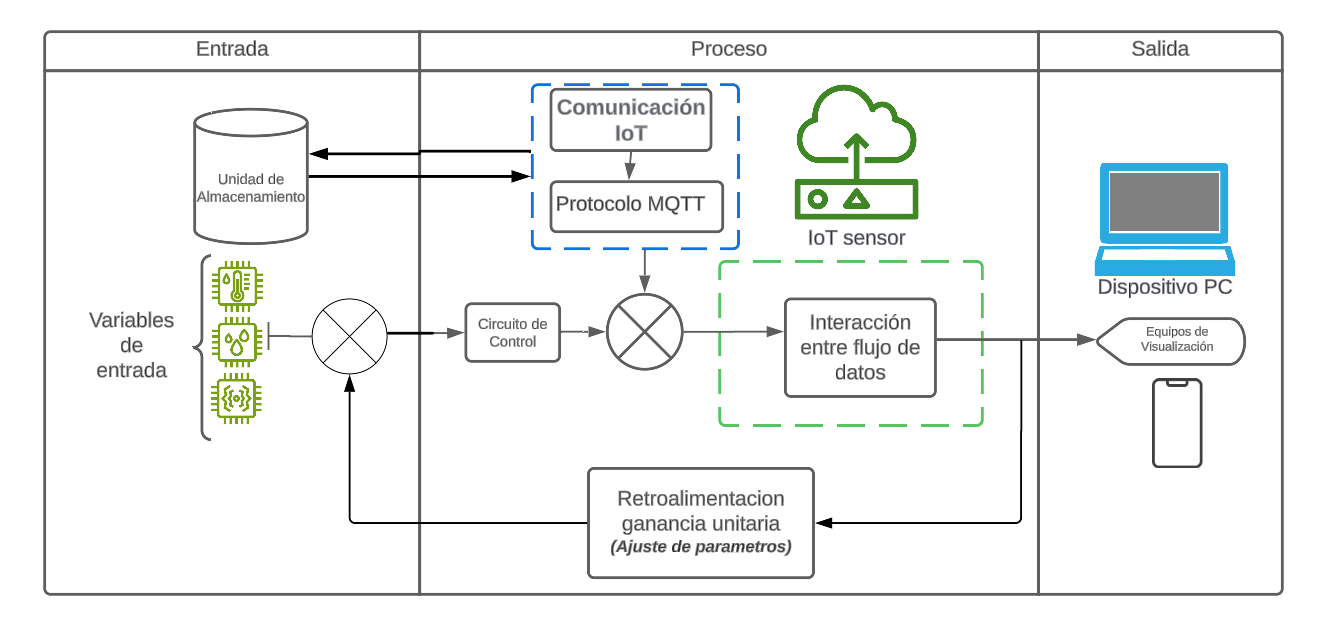 Entrada
Proceso
Salida
Comunicación
IoT
Unidad de
Almacenamiento
Protocolo MQTT
IoT sensor
Dispositivo PC
Variables
de
entrada
Circuito de
Control
Interacción
entre flujo de
datos
Equipos de
Visualización
Retroalimentacion
ganancia unitaria
(Ajuste de parametros)